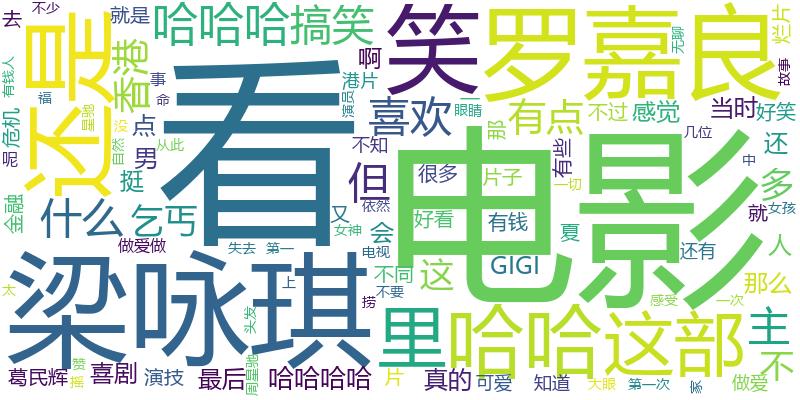 去
不少
就是
哈哈哈
搞笑
笑
罗嘉良
烂片
有钱人
危机
呢
还是
香港
事
命
看
啊
港片
演员
喜欢
眼睛
那
有点
不过
感觉
无聊
当时
好笑
故事
福
星驰
没
点
自然
从此
男
不知
几位
还
金融
挺
但
很多
片子
有些
一切
中
多
什么
乞丐
又
依然
女神
会
好看
有钱
电影
夏
就
女孩
做爱做
失去
第一
电视
不同
这
GIGI
还有
人
太
梁咏琪
上
捞
不要
里
哈哈
这部
感受
一次
那么
主
头发
周星驰
葛民辉
赞
摇
喜剧
演技
最后
哈哈哈哈
片
真的
可爱
知道
大眼
第一次
家
做爱
不